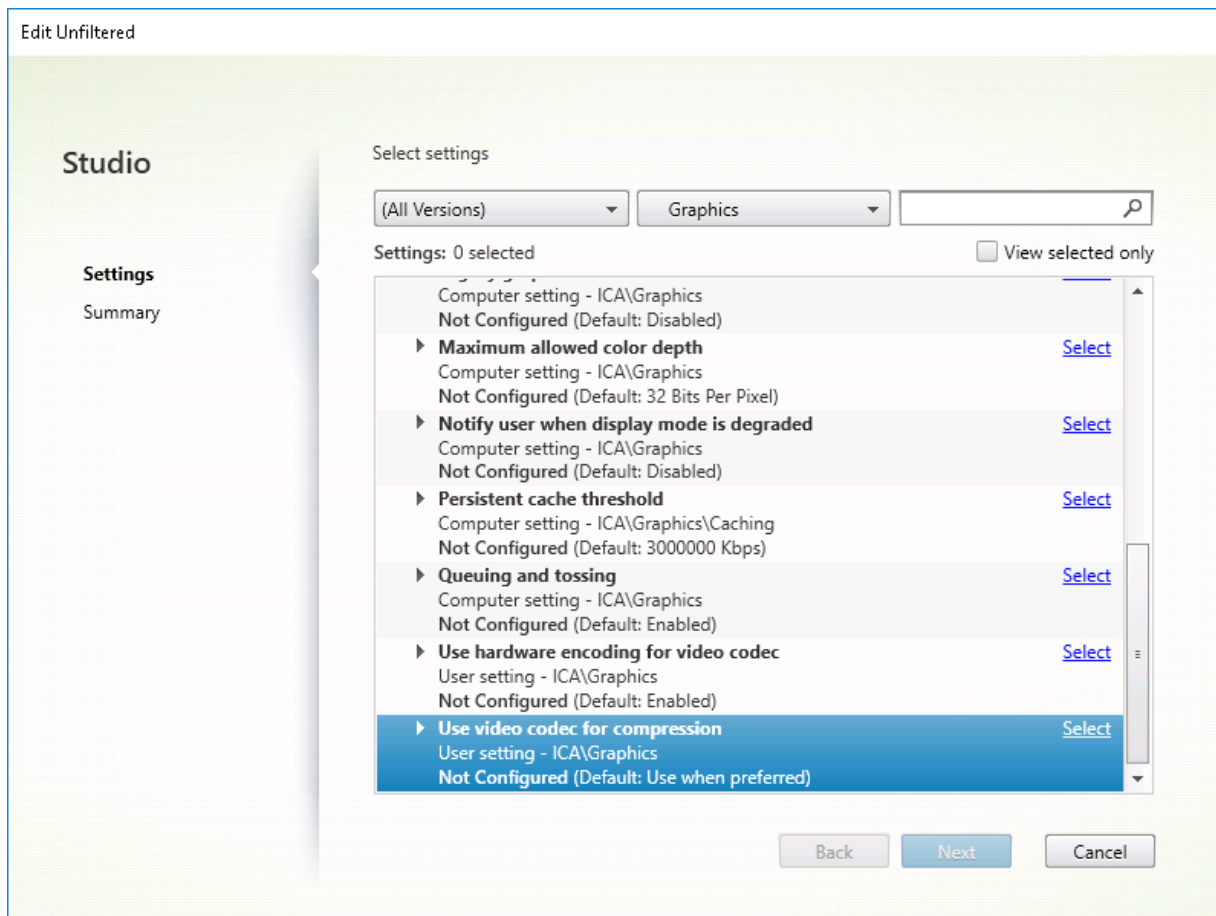 Edit Unfiltered
Studio
Settings
Summary
Select settings
(All Versions)
Graphics
Settings: 0 selected
View selected only
Computer setting - ICA\Graphics
Not Configured (Default: Disabled)
Maximum allowed color depth Select
Computer setting - ICA\Graphics
Not Configured (Default: 32 Bits Per Pixel)
Notify user when display mode is degraded Select
Computer setting - ICA\Graphics
Not Configured (Default: Disabled)
Persistent cache threshold Select
Computer setting - ICA\Graphics\Caching
Not Configured (Default: 3000000 Kbps)
Queuing and tossing Select
Computer setting - ICA\Graphics
Not Configured (Default: Enabled)
Use hardware encoding for video codec Select
User setting - ICA\Graphics
Not Configured (Default: Enabled)
Use video codec for compression Select
User setting - ICA\Graphics
Not Configured (Default: Use when preferred)
Back Next Cancel